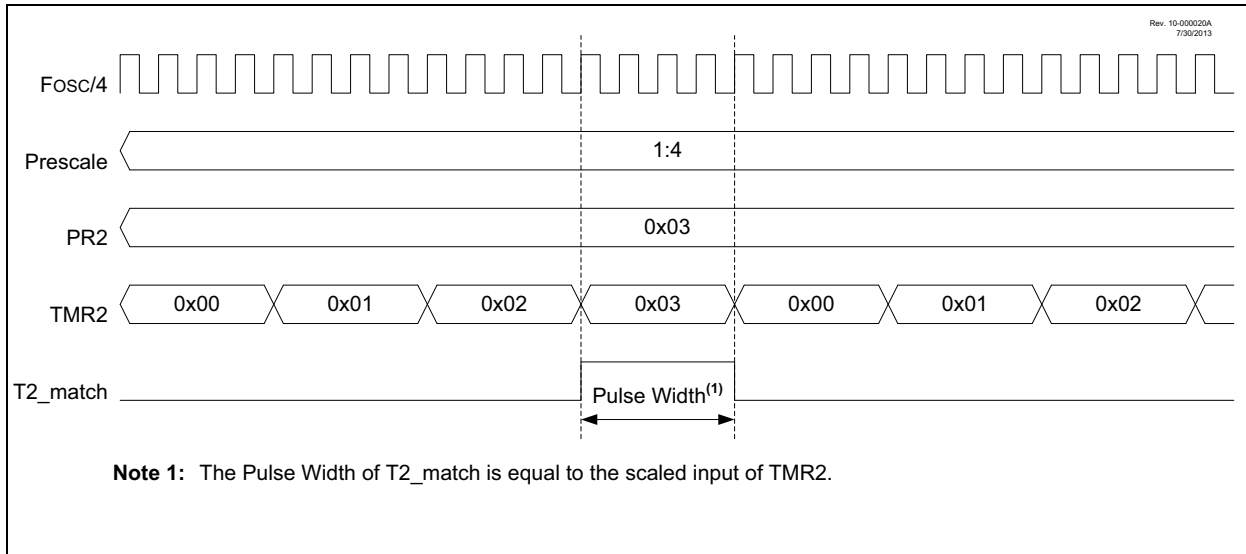 Rev. 10-000020A
7/30/2013
FOSC/4
Prescale
1:4
PR2
0x03
TMR2
0x00 0x01 0x02 0x03 0x00 0x01 0x02
T2_match
Pulse Width(1)
Note 1: The Pulse Width of T2_match is equal to the scaled input of TMR2.